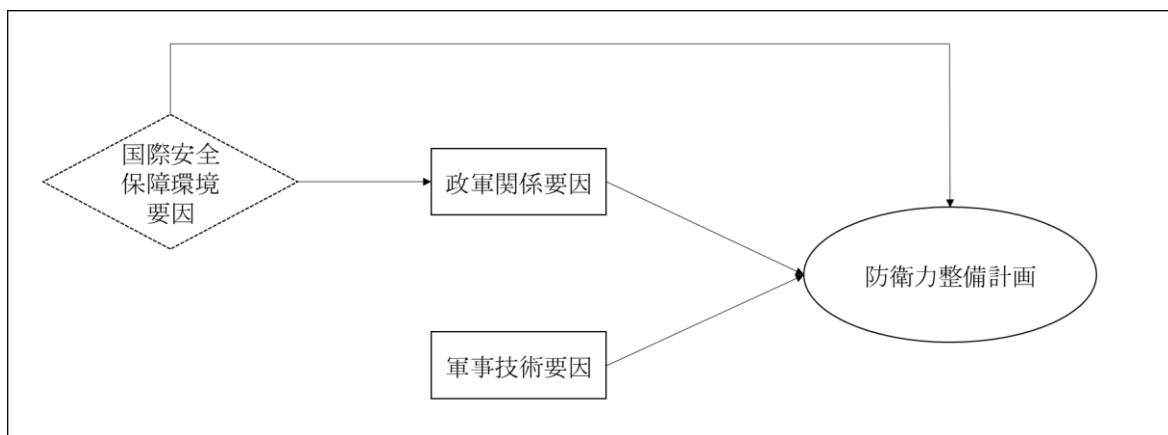 国際安全
保障環境
要因
政軍関係要因
防衛力整備計画
軍事技術要因